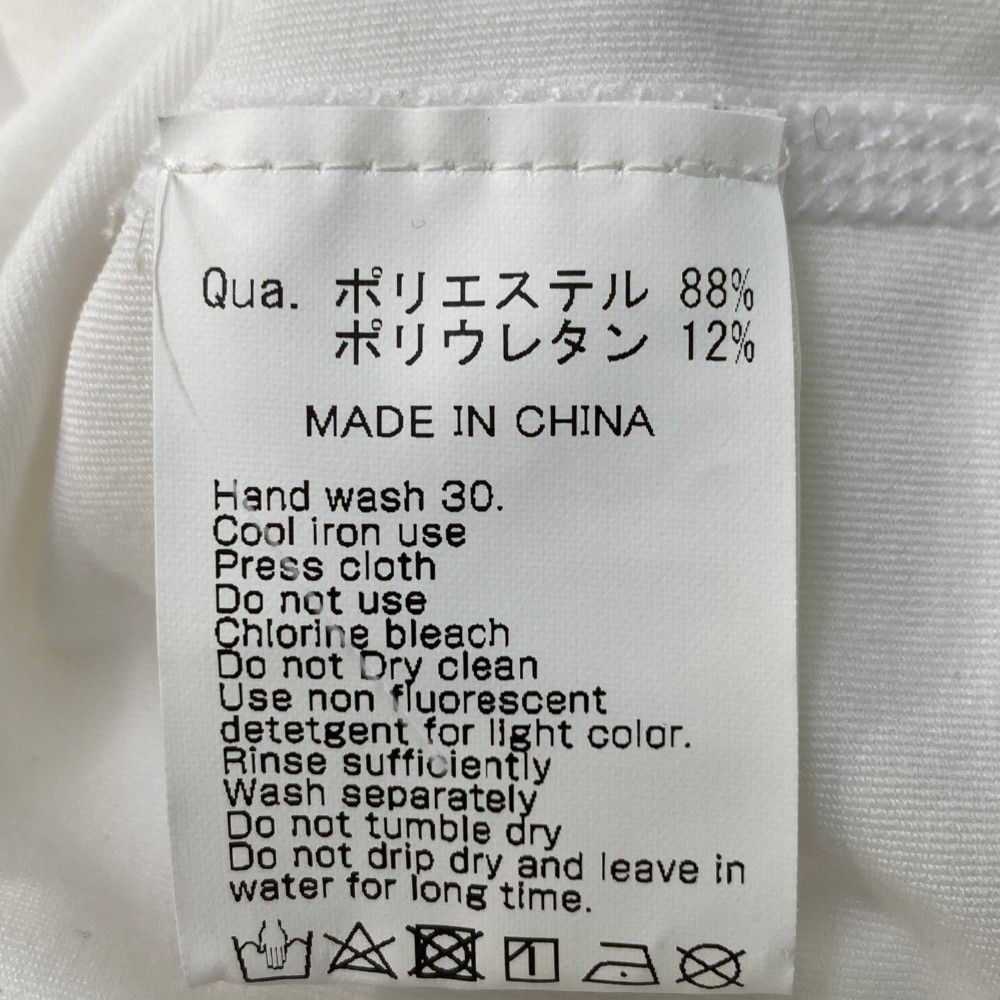 Qua. ポリエステル 88%
ポリウレタン 12%
MADE IN CHINA
Hand wash 30.
Cool iron use
Press cloth
Do not use
Chlorine bleach
Do not Dry clean
Use non fluorescent
detetgent for light color.
Rinse sufficiently
Wash separately
Do not tumble dry
Do not drip dry and leave in
water for long time.